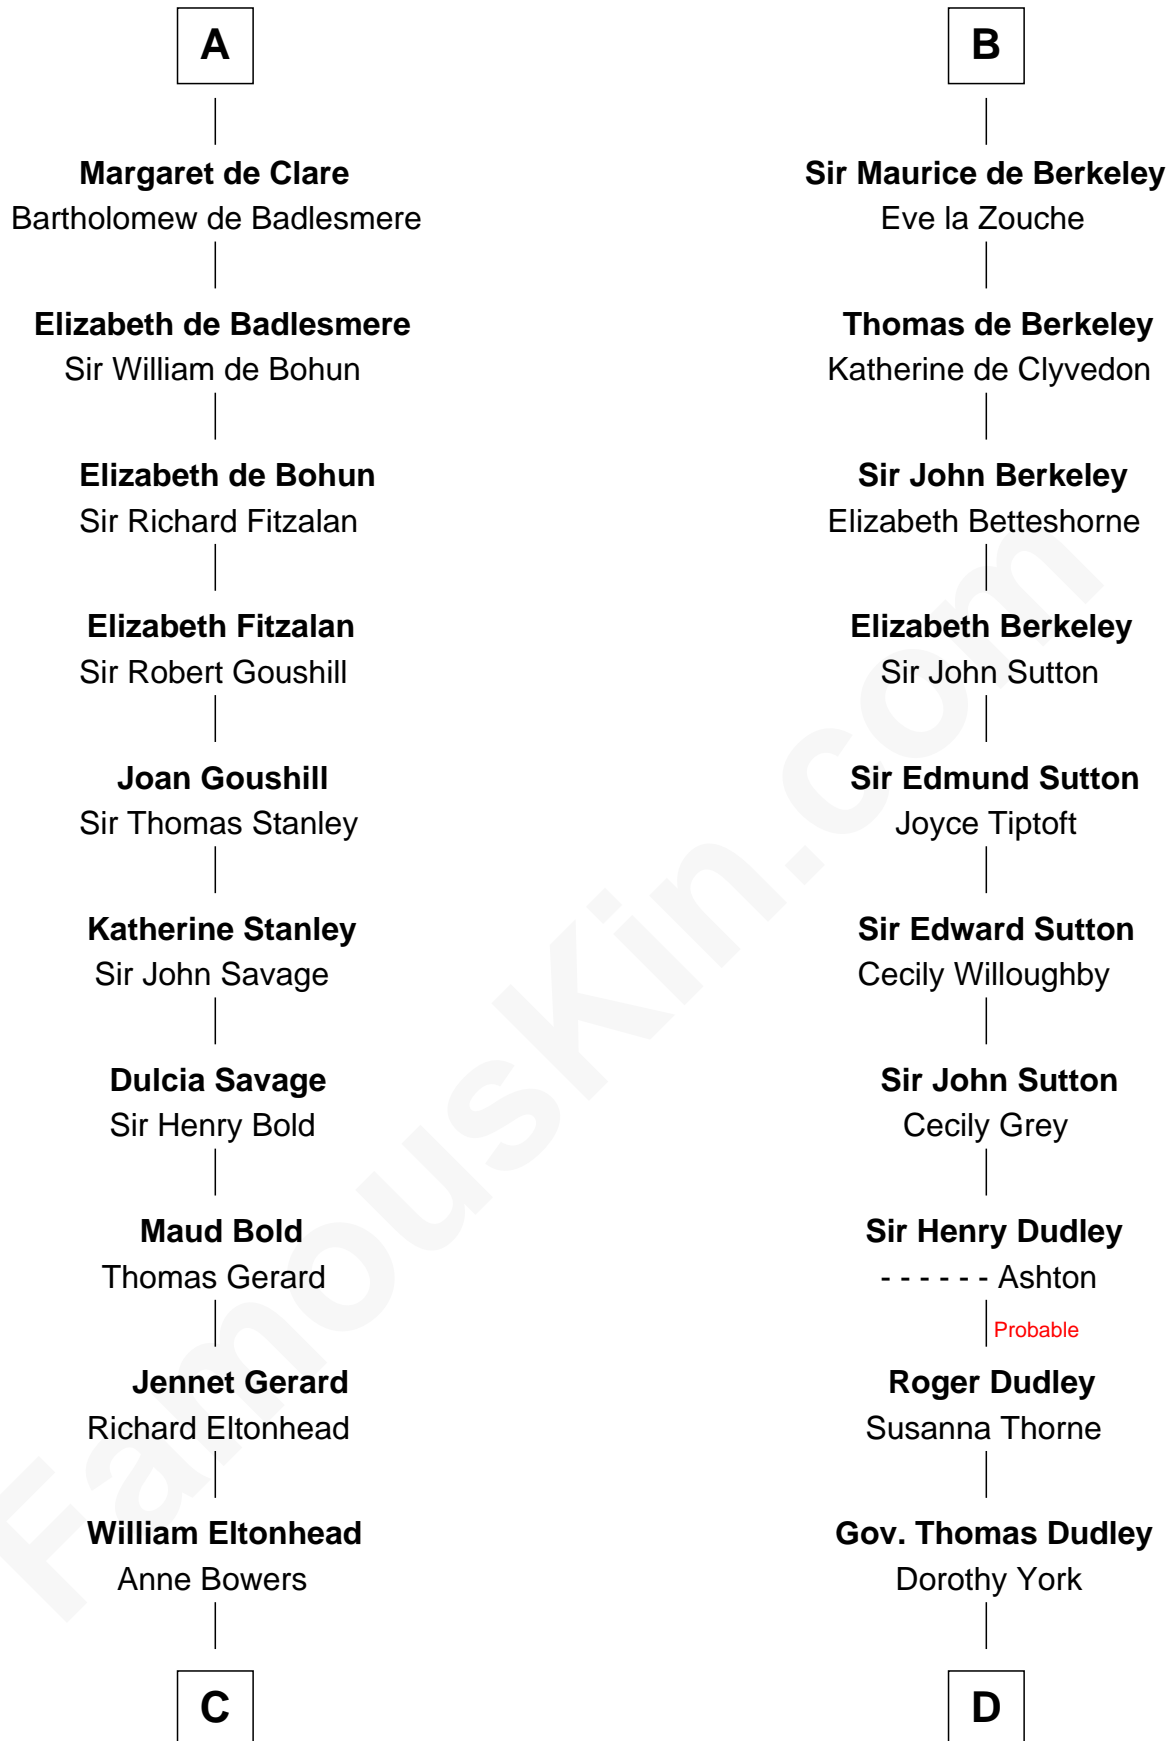 A
Margaret de Clare
Bartholomew de Badlesmere
Elizabeth de Badlesmere
Sir William de Bohun
Elizabeth de Bohun
Sir Richard Fitzalan
Elizabeth Fitzalan
Sir Robert Goushill
Joan Goushill
Sir Thomas Stanley
Katherine Stanley
Sir John Savage
Dulcia Savage
Sir Henry Bold
Maud Bold
Thomas Gerard
Jennet Gerard
Richard Eltonhead
William Eltonhead
Anne Bowers
C
B
Sir Maurice de Berkeley
Eve la Zouche
Thomas de Berkeley
Katherine de Clyvedon
Sir John Berkeley
Elizabeth Betteshorne
Elizabeth Berkeley
Sir John Sutton
Sir Edmund Sutton
Joyce Tiptoft
Sir Edward Sutton
Cecily Willoughby
Sir John Sutton
Cecily Grey
Sir Henry Dudley
- - - - - - Ashton
Probable
Roger Dudley
Susanna Thorne
Gov. Thomas Dudley
Dorothy York
D
FamousKin.com